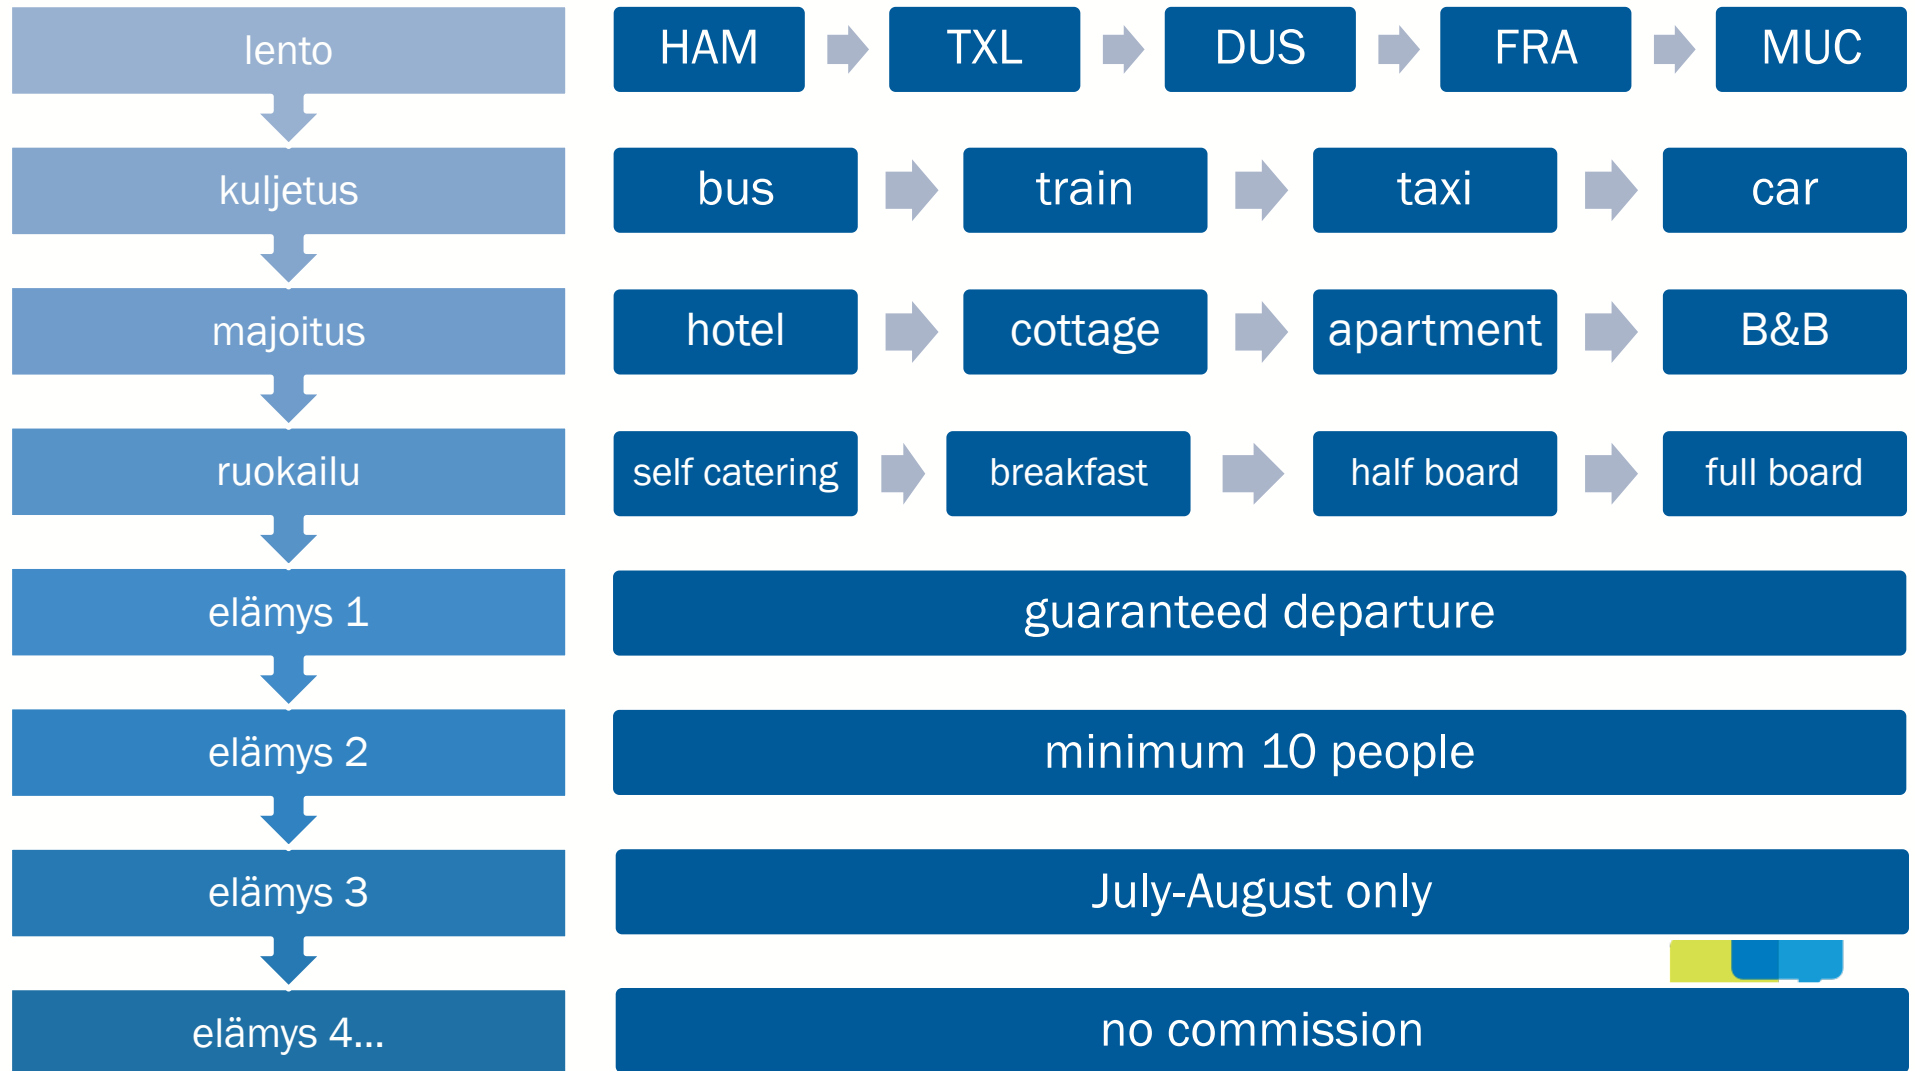 lento
HAM
TXL
DUS
FRA
MUC
kuljetus
bus
train
taxi
car
majoitus
hotel
cottage
apartment
B&B
ruokailu
self catering
breakfast
half board
full board
elämys 1
guaranteed departure
elämys 2
minimum 10 people
elämys 3
July-August only
elämys 4...
no commission